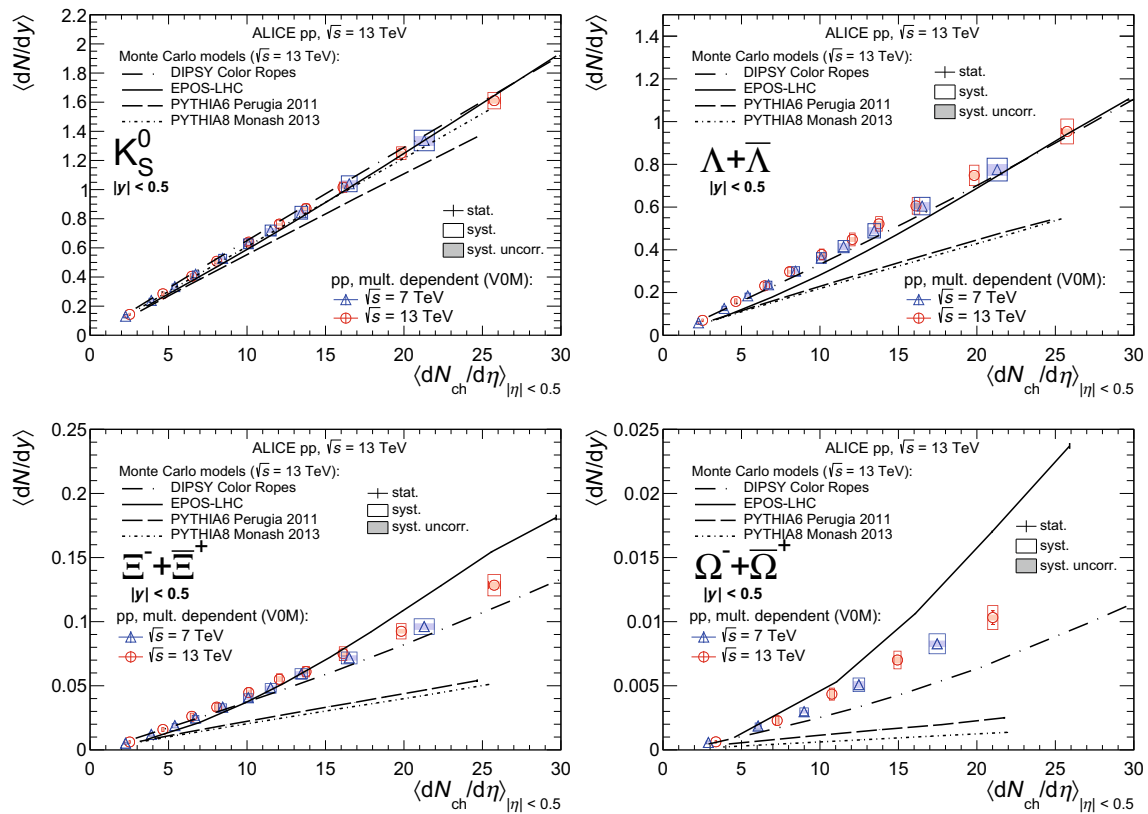 ⟨dN/dy⟩
2.2
2
1.8
1.6
1.4
1.2
1
0.8
0.6
0.4
0.2
0
ALICE pp, √s = 13 TeV
Monte Carlo models (√s = 13 TeV):
DIPSY Color Ropes
EPOS-LHC
PYTHIA6 Perugia 2011
PYTHIA8 Monash 2013
K⁰_S
|y| < 0.5
stat.
syst.
syst. uncorr.
pp, mult. dependent (V0M):
√s = 7 TeV
√s = 13 TeV
0 5 10 15 20 25 30
⟨dN_ch/dη⟩_|η| < 0.5
⟨dN/dy⟩
1.6
1.4
1.2
1
0.8
0.6
0.4
0.2
0
ALICE pp, √s = 13 TeV
Monte Carlo models (√s = 13 TeV):
DIPSY Color Ropes
EPOS-LHC
PYTHIA6 Perugia 2011
PYTHIA8 Monash 2013
stat.
syst.
syst. uncorr.
Λ+Λ̅
|y| < 0.5
pp, mult. dependent (V0M):
√s = 7 TeV
√s = 13 TeV
0 5 10 15 20 25 30
⟨dN_ch/dη⟩_|η| < 0.5
⟨dN/dy⟩
0.25
0.2
0.15
0.1
0.05
0
ALICE pp, √s = 13 TeV
Monte Carlo models (√s = 13 TeV):
DIPSY Color Ropes
EPOS-LHC
PYTHIA6 Perugia 2011
PYTHIA8 Monash 2013
stat.
syst.
syst. uncorr.
Ξ⁻+Ξ̅⁺
|y| < 0.5
pp, mult. dependent (V0M):
√s = 7 TeV
√s = 13 TeV
0 5 10 15 20 25 30
⟨dN_ch/dη⟩_|η| < 0.5
⟨dN/dy⟩
0.025
0.02
0.015
0.01
0.005
0
ALICE pp, √s = 13 TeV
Monte Carlo models (√s = 13 TeV):
DIPSY Color Ropes
EPOS-LHC
PYTHIA6 Perugia 2011
PYTHIA8 Monash 2013
stat.
syst.
syst. uncorr.
Ω⁻+Ω̅⁺
|y| < 0.5
pp, mult. dependent (V0M):
√s = 7 TeV
√s = 13 TeV
0 5 10 15 20 25 30
⟨dN_ch/dη⟩_|η| < 0.5